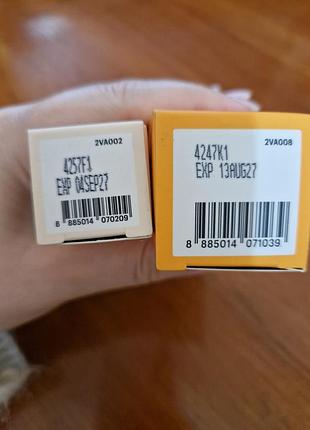 2VA002
4257F1
EXP 04SEP27
8 885014 070209
2VA008
4247K1
EXP 13AUG27
8 885014 071039